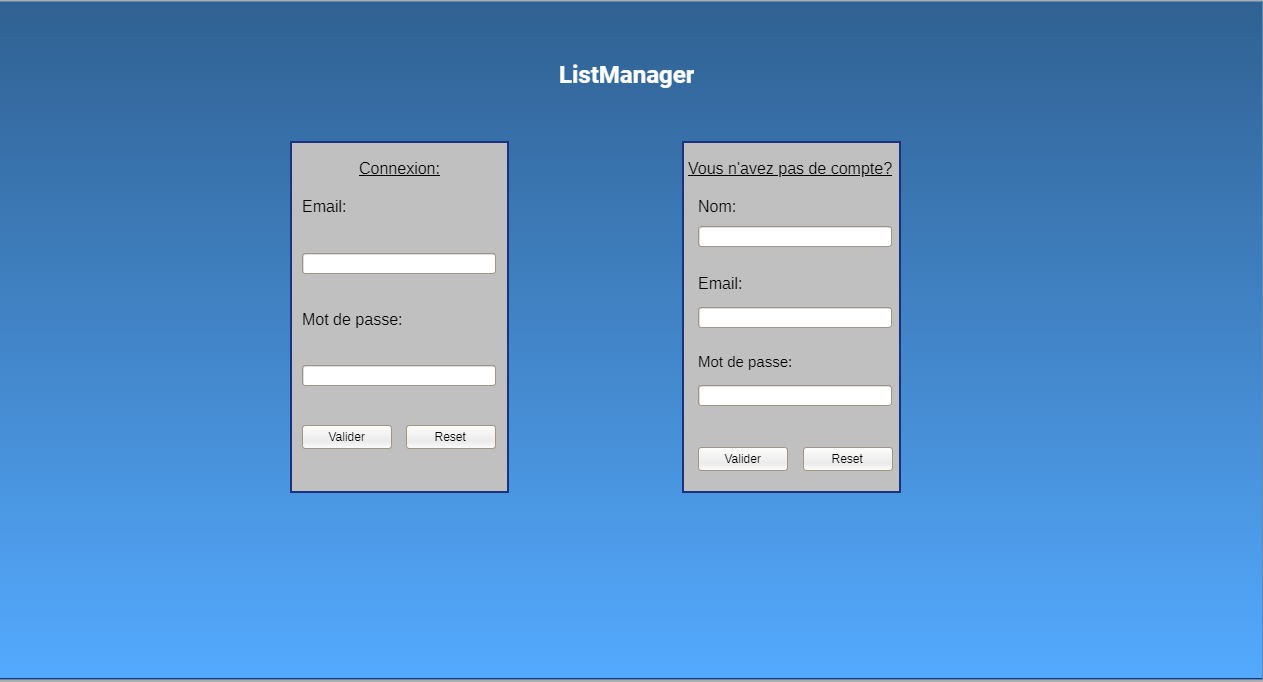 ListManager
Connexion:
Email:
Mot de passe:
Valider
Reset
Vous n'avez pas de compte?
Nom:
Email:
Mot de passe:
Valider
Reset